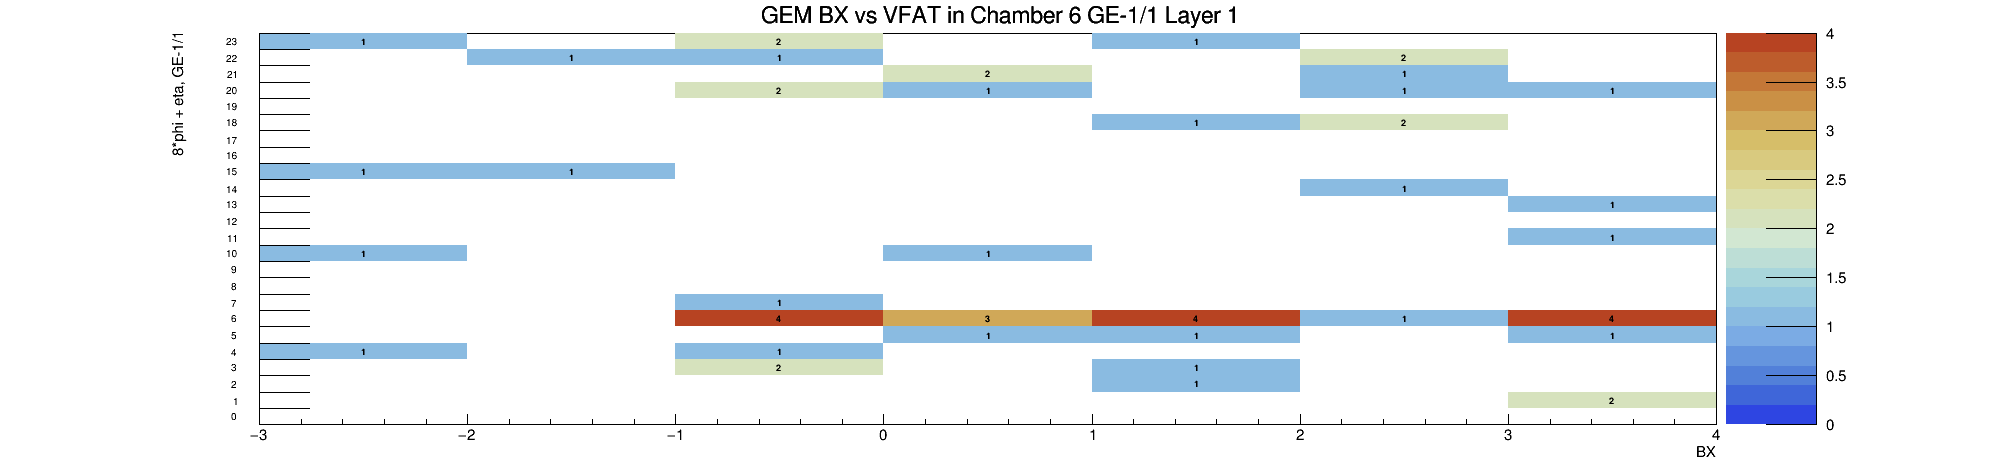 GEM BX vs VFAT in Chamber 6 GE-1/1 Layer 1
8*phi + eta, GE-1/1
23 1 2 1
22 1 1 2
21 2 1
20 2 1 1 1
19
18 1 2
17
16
15 1 1
14 1
13 1
12
11 1
10 1 1
9
8
7 1
6 4 3 4 1 4
5 1 1 1
4 1 1
3 2 1
2 1
1 2
0
−3 −2 −1 0 1 2 3 4
BX
4
3.5
3
2.5
2
1.5
1
0.5
0